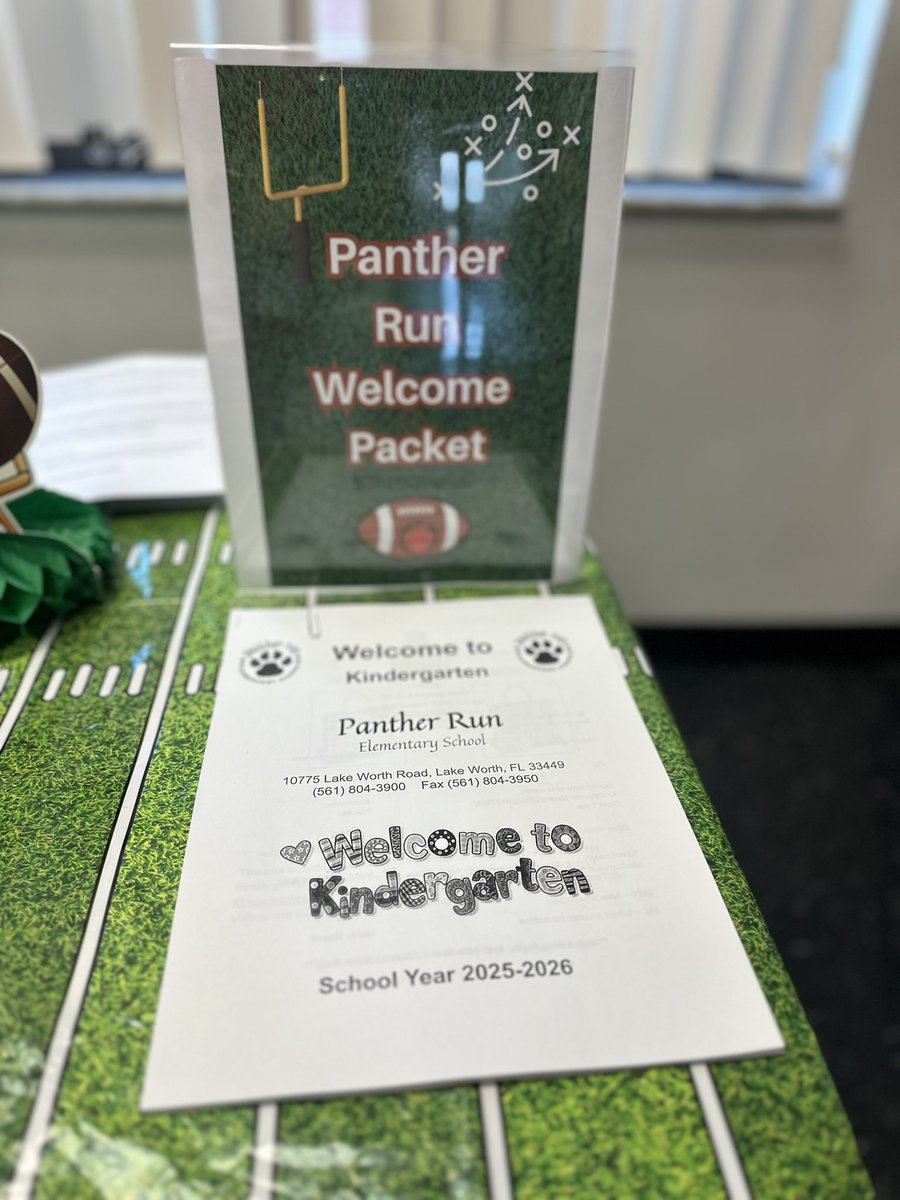 Panther
Run
Welcome
Packet
Welcome to
Kindergarten
Panther Run
Elementary School
10775 Lake Worth Road, Lake Worth, FL 33449
(561) 804-3900 Fax (561) 804-3950
Welcome to
Kindergarten
School Year 2025-2026